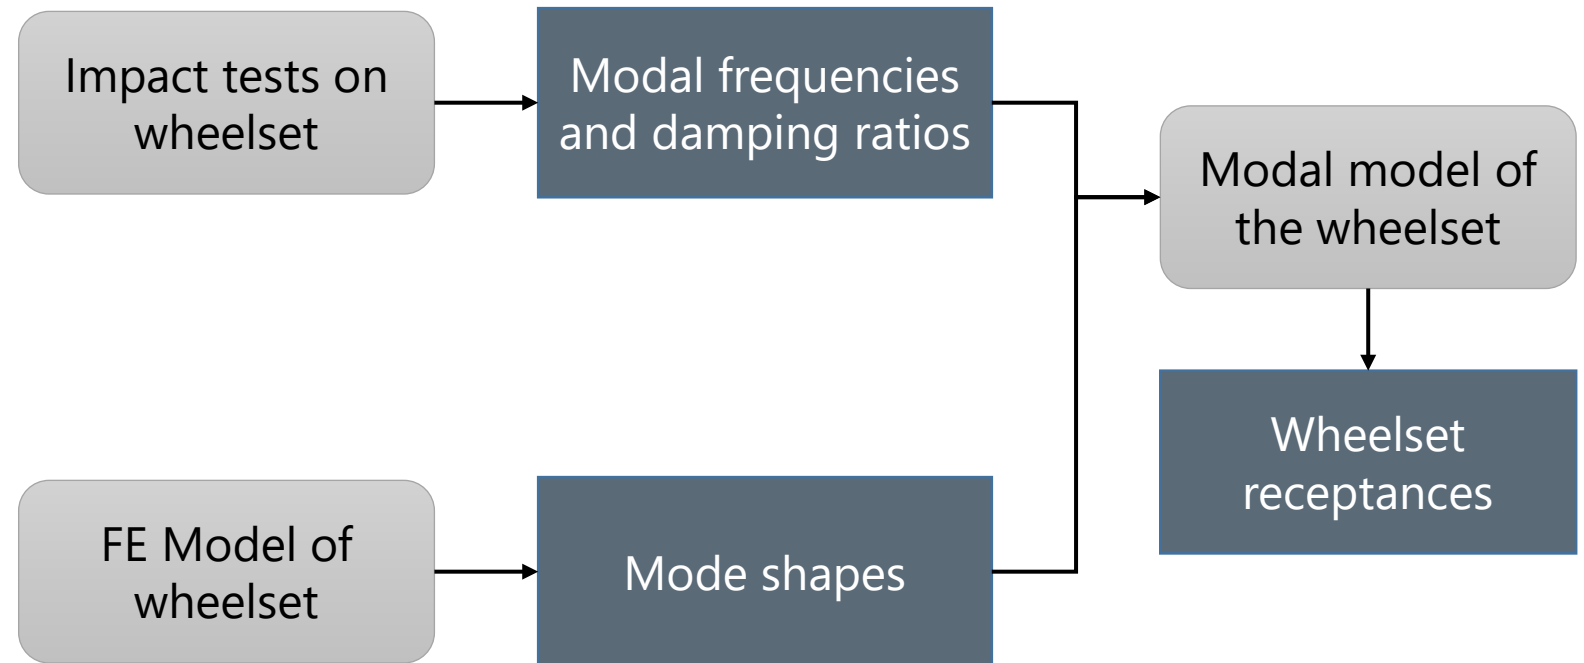 Impact tests on
wheelset
Modal frequencies
and damping ratios
Modal model of
the wheelset
Wheelset
receptances
FE Model of
wheelset
Mode shapes